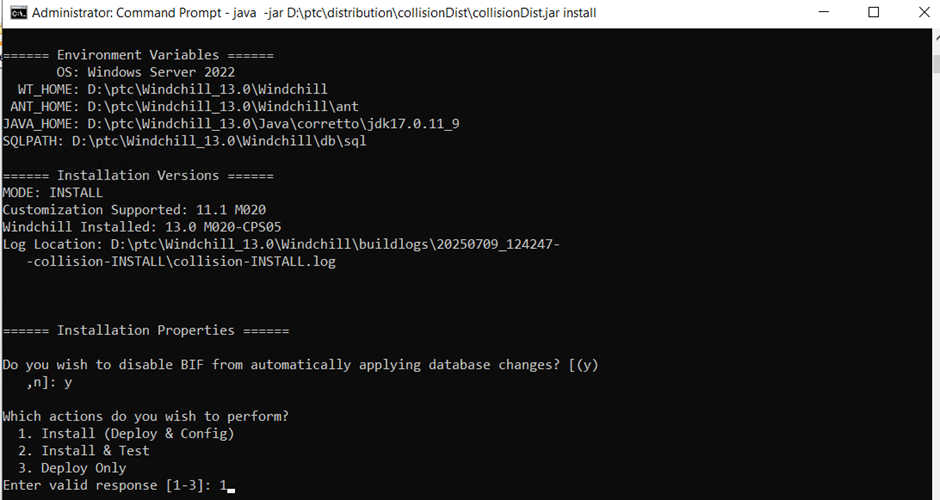 Administrator: Command Prompt - java  -jar D:\ptc\distribution\collisionDist\collisionDist.jar install
====== Environment Variables ======
OS: Windows Server 2022
WT_HOME: D:\ptc\Windchill_13.0\Windchill
ANT_HOME: D:\ptc\Windchill_13.0\Windchill\ant
JAVA_HOME: D:\ptc\Windchill_13.0\Java\corretto\jdk17.0.11_9
SQLPATH: D:\ptc\Windchill_13.0\Windchill\db\sql
====== Installation Versions ======
MODE: INSTALL
Customization Supported: 11.1 M020
Windchill Installed: 13.0 M020-CPS05
Log Location: D:\ptc\Windchill_13.0\Windchill\buildlogs\20250709_124247-
-collision-INSTALL\collision-INSTALL.log
====== Installation Properties ======
Do you wish to disable BIF from automatically applying database changes? [(y)
,n]: y
Which actions do you wish to perform?
1. Install (Deploy & Config)
2. Install & Test
3. Deploy Only
Enter valid response [1-3]: 1